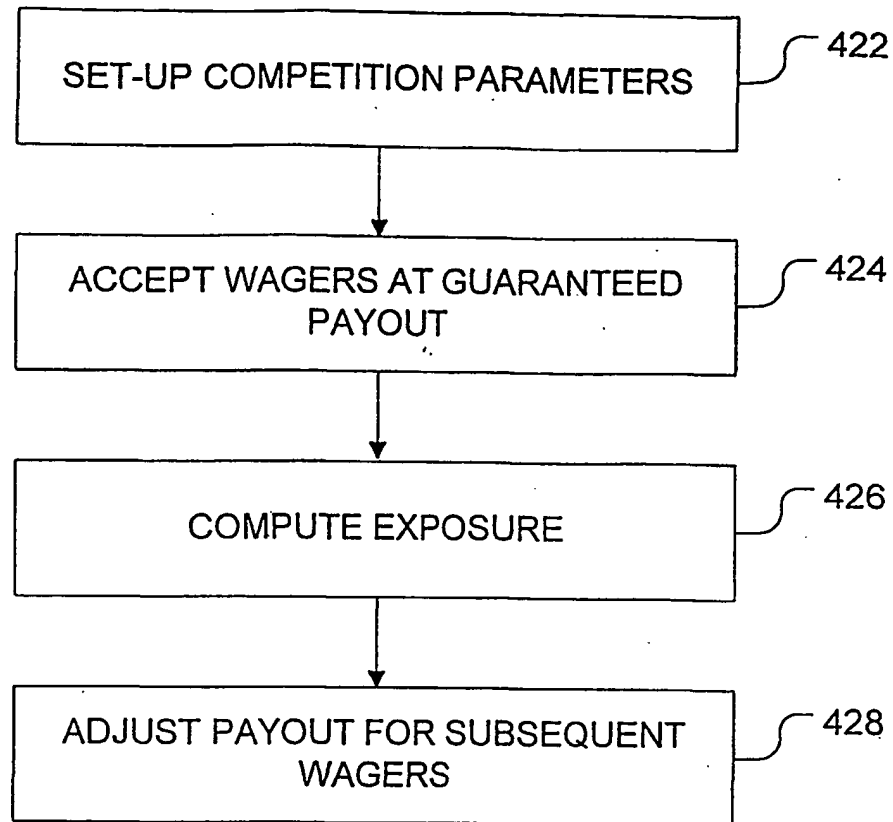 SET-UP COMPETITION PARAMETERS
422
ACCEPT WAGERS AT GUARANTEED
PAYOUT
424
COMPUTE EXPOSURE
426
ADJUST PAYOUT FOR SUBSEQUENT
WAGERS
428